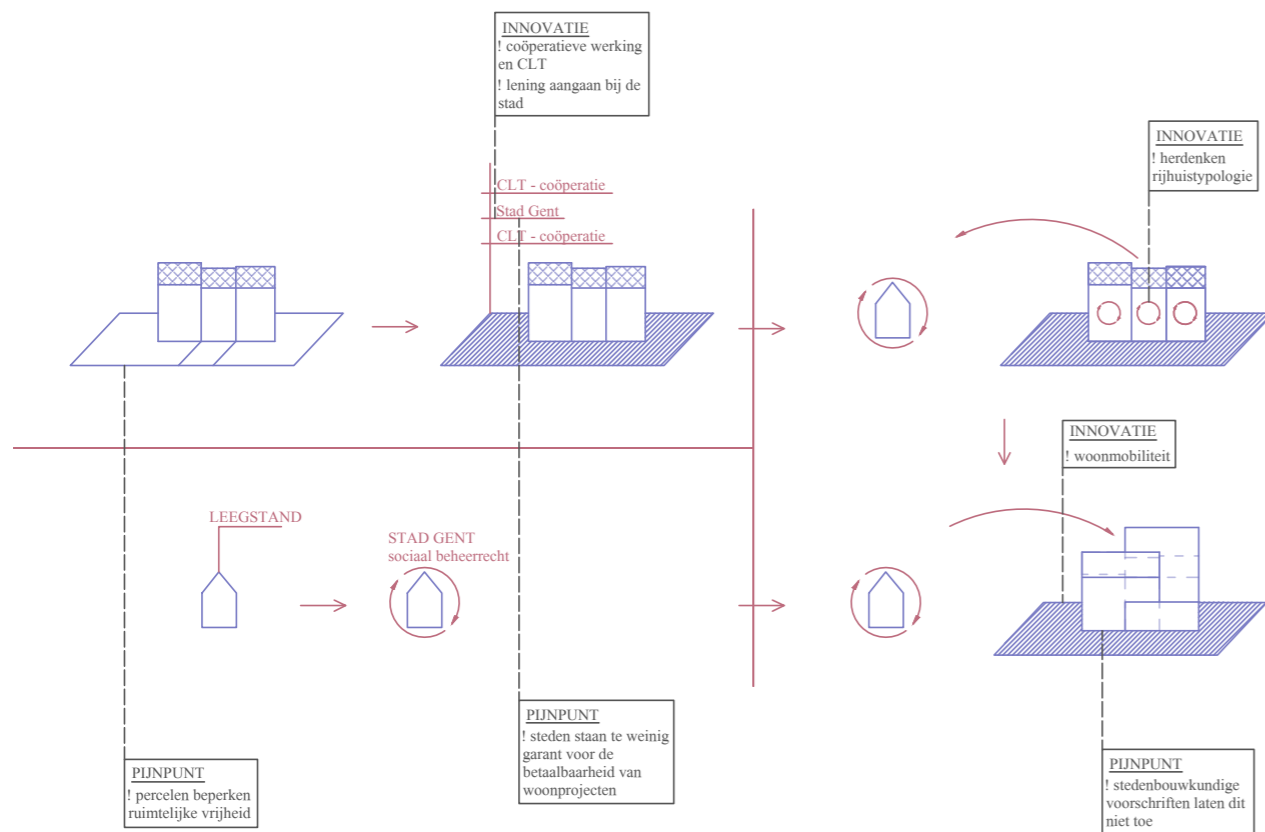 INNOVATIE
! coöperatieve werking
en CLT
! lening aangaan bij de
stad
INNOVATIE
! herdenken
rijhuistypologie
CLT - coöperatie
Stad Gent
CLT - coöperatie
INNOVATIE
! woonmobiliteit
LEEGSTAND
STAD GENT
sociaal beheerrecht
PIJNPUNT
! steden staan te weinig
garant voor de
betaalbaarheid van
woonprojecten
PIJNPUNT
! percelen beperken
ruimtelijke vrijheid
PIJNPUNT
! stedenbouwkundige
voorschriften laten dit
niet toe